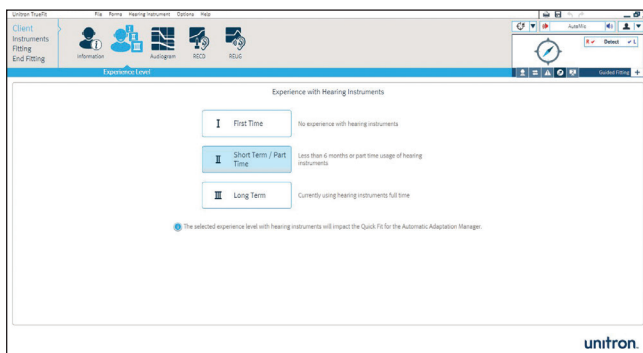 Unitron TrueFit
File Forms Hearing Instrument Options Help
Client
Instruments
Fitting
End Fitting
Information
Audiogram
RECD
REUG
AutoMic
R Detect L
Guided Fitting
Experience Level
Experience with Hearing Instruments
I First Time
No experience with hearing instruments
II Short Term / Part
Time
Less than 6 months or part time usage of hearing
instruments
III Long Term
Currently using hearing instruments full time
The selected experience level with hearing instruments will impact the Quick Fit for the Automatic Adaptation Manager.
unitron.